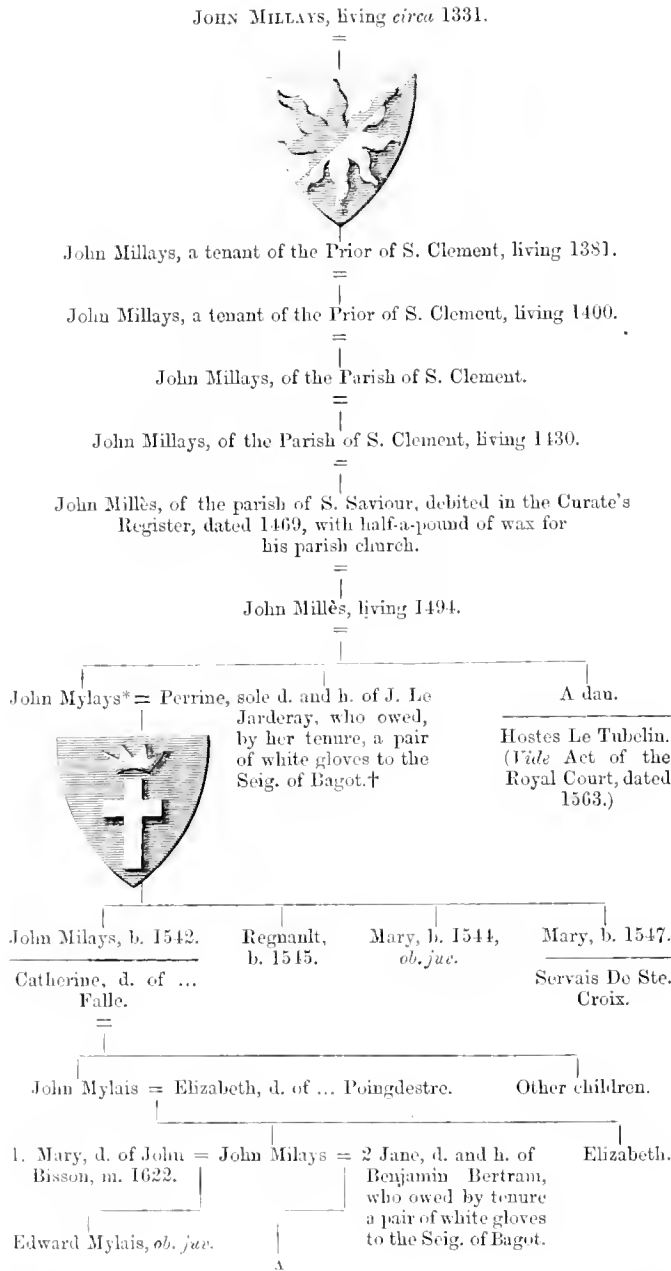 JOHN MILLAYS, living circa 1331.
=
John Millays, a tenant of the Prior of S. Clement, living 1381.
=
John Millays, a tenant of the Prior of S. Clement, living 1400.
=
John Millays, of the Parish of S. Clement.
=
John Millays, of the Parish of S. Clement, living 1430.
=
John Millès, of the parish of S. Saviour, debited in the Curate's
Register, dated 1469, with half-a-pound of wax for
his parish church.
=
John Millès, living 1494.
=
John Mylays* = Perrine, sole d. and h. of J. Le
Jarderay, who owed,
by her tenure, a pair
of white gloves to the
Seig. of Bagot.†
A dau.
Hostes Le Tubelin.
(Vide Act of the
Royal Court, dated
1563.)
John Milays, b. 1542.
Catherine, d. of ...
Falle.
=
Regnault,
b. 1545.
Mary, b. 1544,
ob. juv.
Mary, b. 1547.
Servais De Ste.
Croix.
John Mylais = Elizabeth, d. of ... Poingdestre.
Other children.
1. Mary, d. of John
Bisson, m. 1622.
= John Milays =
2 Jane, d. and h. of
Benjamin Bertram,
who owed by tenure
a pair of white gloves
to the Seig. of Bagot.
Elizabeth.
Edward Mylais, ob. juv.
A